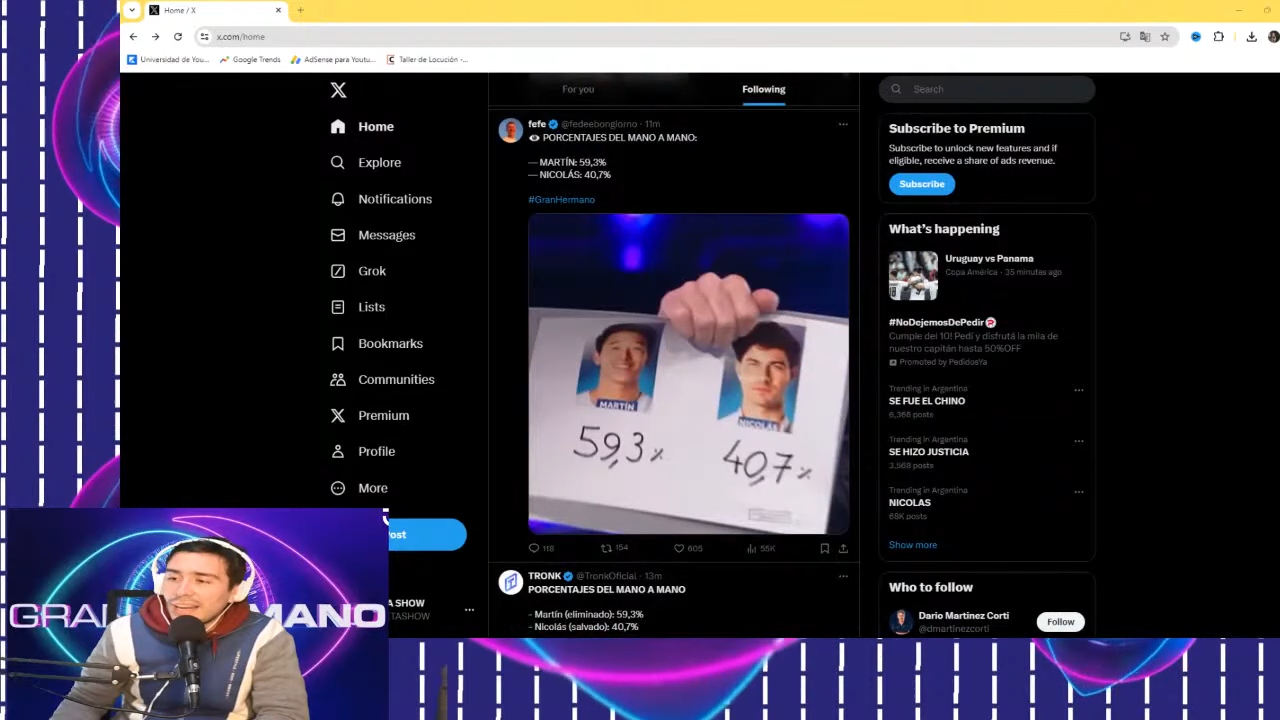 Home / X
x.com/home
Universidad de You...
Google Trends
AdSense para Youtu...
Taller de Locución -...
Home
Explore
Notifications
Messages
Grok
Lists
Bookmarks
Communities
Premium
Profile
More
ost
A SHOW
TASHOW
For you
Following
fefe @fedeebongiorno · 11m
PORCENTAJES DEL MANO A MANO:
— MARTÍN: 59,3%
— NICOLÁS: 40,7%
#GranHermano
MARTÍN
NICOLÁS
59,3%
40,7%
118
154
605
55K
TRONK @TronkOficial · 13m
PORCENTAJES DEL MANO A MANO
- Martín (eliminado): 59,3%
- Nicolás (salvado): 40,7%
Search
Subscribe to Premium
Subscribe to unlock new features and if
eligible, receive a share of ads revenue.
Subscribe
What's happening
Uruguay vs Panama
Copa América · 35 minutes ago
#NoDejemosDePedir
Cumple del 10! Pedí y disfrutá la mila de
nuestro capitán hasta 50%OFF
Promoted by PedidosYa
Trending in Argentina
SE FUE EL CHINO
6,368 posts
Trending in Argentina
SE HIZO JUSTICIA
3,568 posts
Trending in Argentina
NICOLAS
68K posts
Show more
Who to follow
Dario Martinez Corti
@dmartinezcorti
Follow
GRAN
MANO